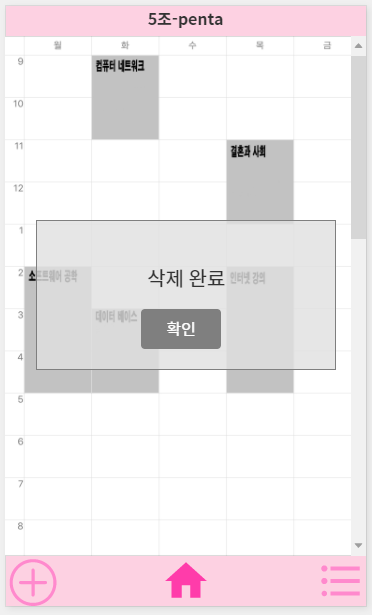 5조-penta
월 화 수 목 금
9
컴퓨터 네트워크
10
11
결혼과 사회
12
1
2
소프트웨어 공학
인터넷 강의
삭제 완료
3
데이터 베이스
확인
4
5
6
7
8